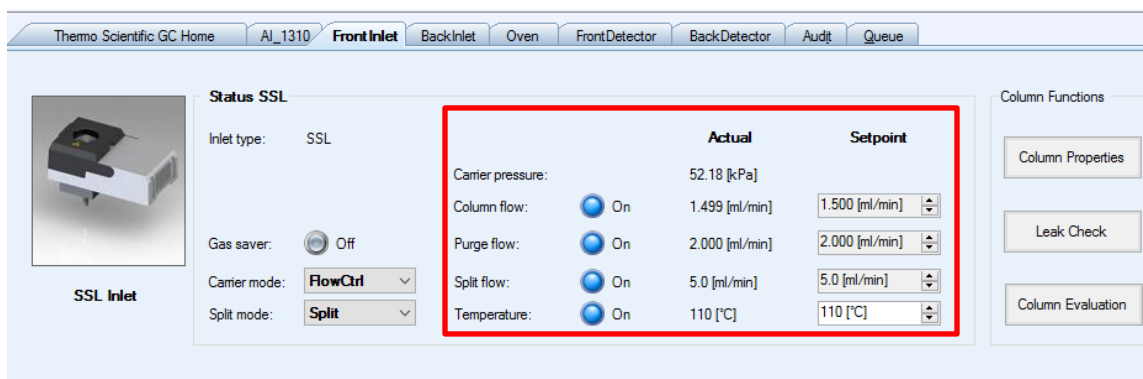 Thermo Scientific GC Home AI_1310 FrontInlet BackInlet Oven FrontDetector BackDetector Audit Queue
Status SSL
Column Functions
Inlet type: SSL
Actual Setpoint
Column Properties
Carrier pressure: 52.18 [kPa]
Column flow: On 1.499 [ml/min] 1.500 [ml/min]
Leak Check
Gas saver: Off
Purge flow: On 2.000 [ml/min] 2.000 [ml/min]
SSL Inlet
Carrier mode: FlowCtrl
Split flow: On 5.0 [ml/min] 5.0 [ml/min]
Column Evaluation
Split mode: Split
Temperature: On 110 [°C] 110 [°C]